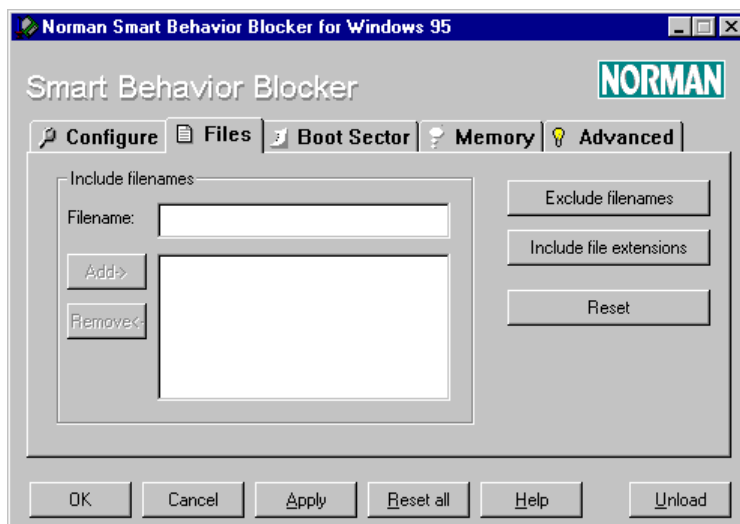 Norman Smart Behavior Blocker for Windows 95
Smart Behavior Blocker
NORMAN
Configure Files Boot Sector Memory Advanced
Include filenames
Filename:
Add->
Remove<-
Exclude filenames
Include file extensions
Reset
OK Cancel Apply Reset all Help Unload